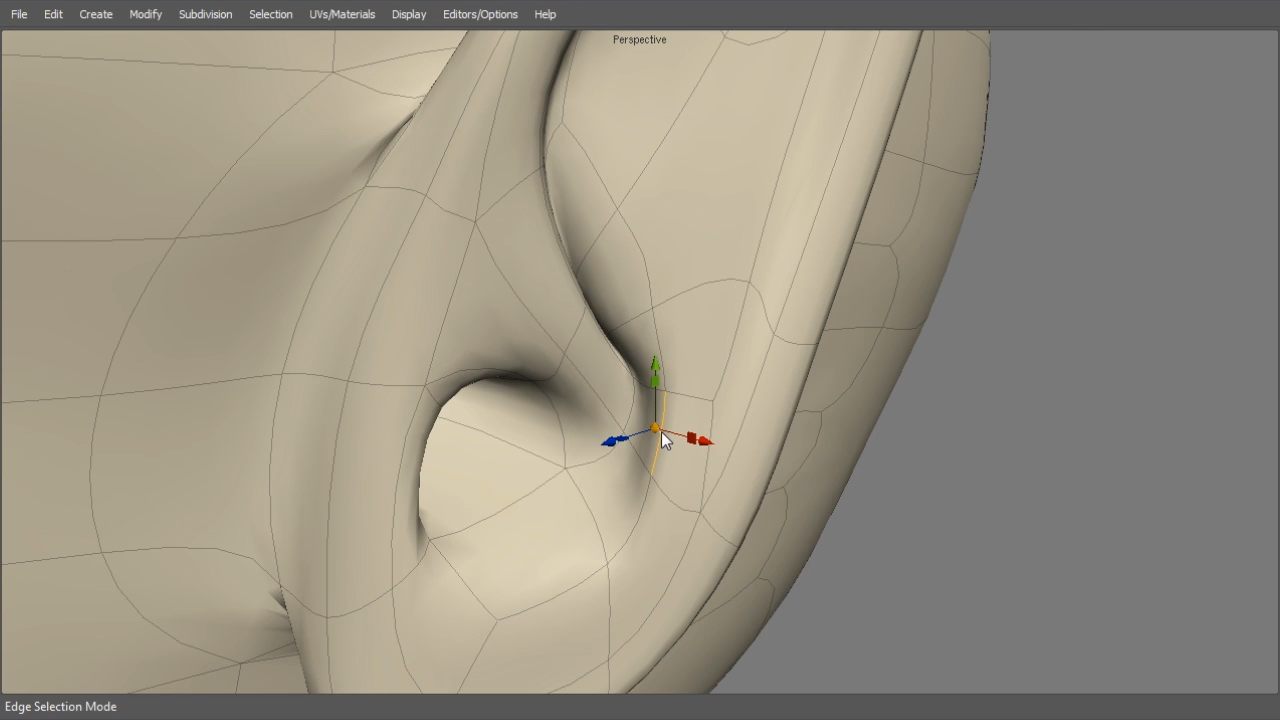 File Edit Create Modify Subdivision Selection UVs/Materials Display Editors/Options Help
Perspective
Edge Selection Mode